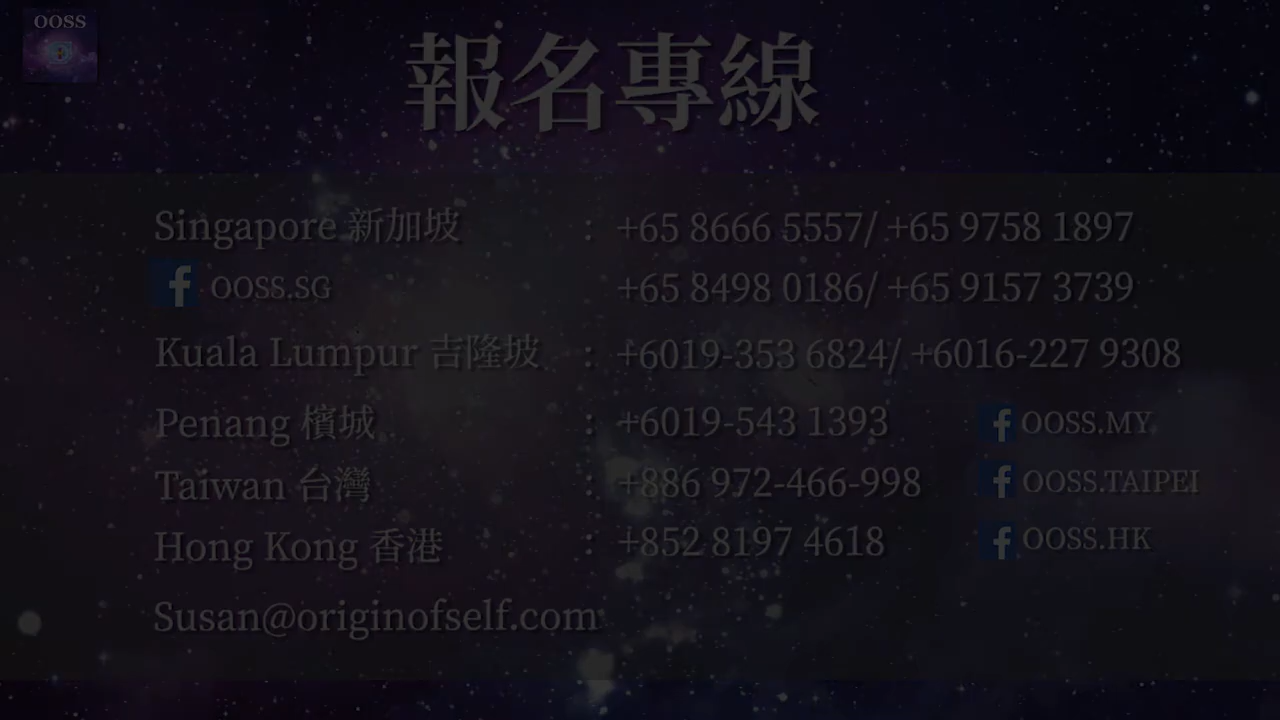 OOSS
報名專線
Singapore 新加坡 : +65 8666 5557/ +65 9758 1897
OOSS.SG +65 8498 0186/ +65 9157 3739
Kuala Lumpur 吉隆坡 : +6019-353 6824/ +6016-227 9308
Penang 檳城 : +6019-543 1393 OOSS.MY
Taiwan 台灣 : +886 972-466-998 OOSS.TAIPEI
Hong Kong 香港 : +852 8197 4618 OOSS.HK
Susan@originofself.com